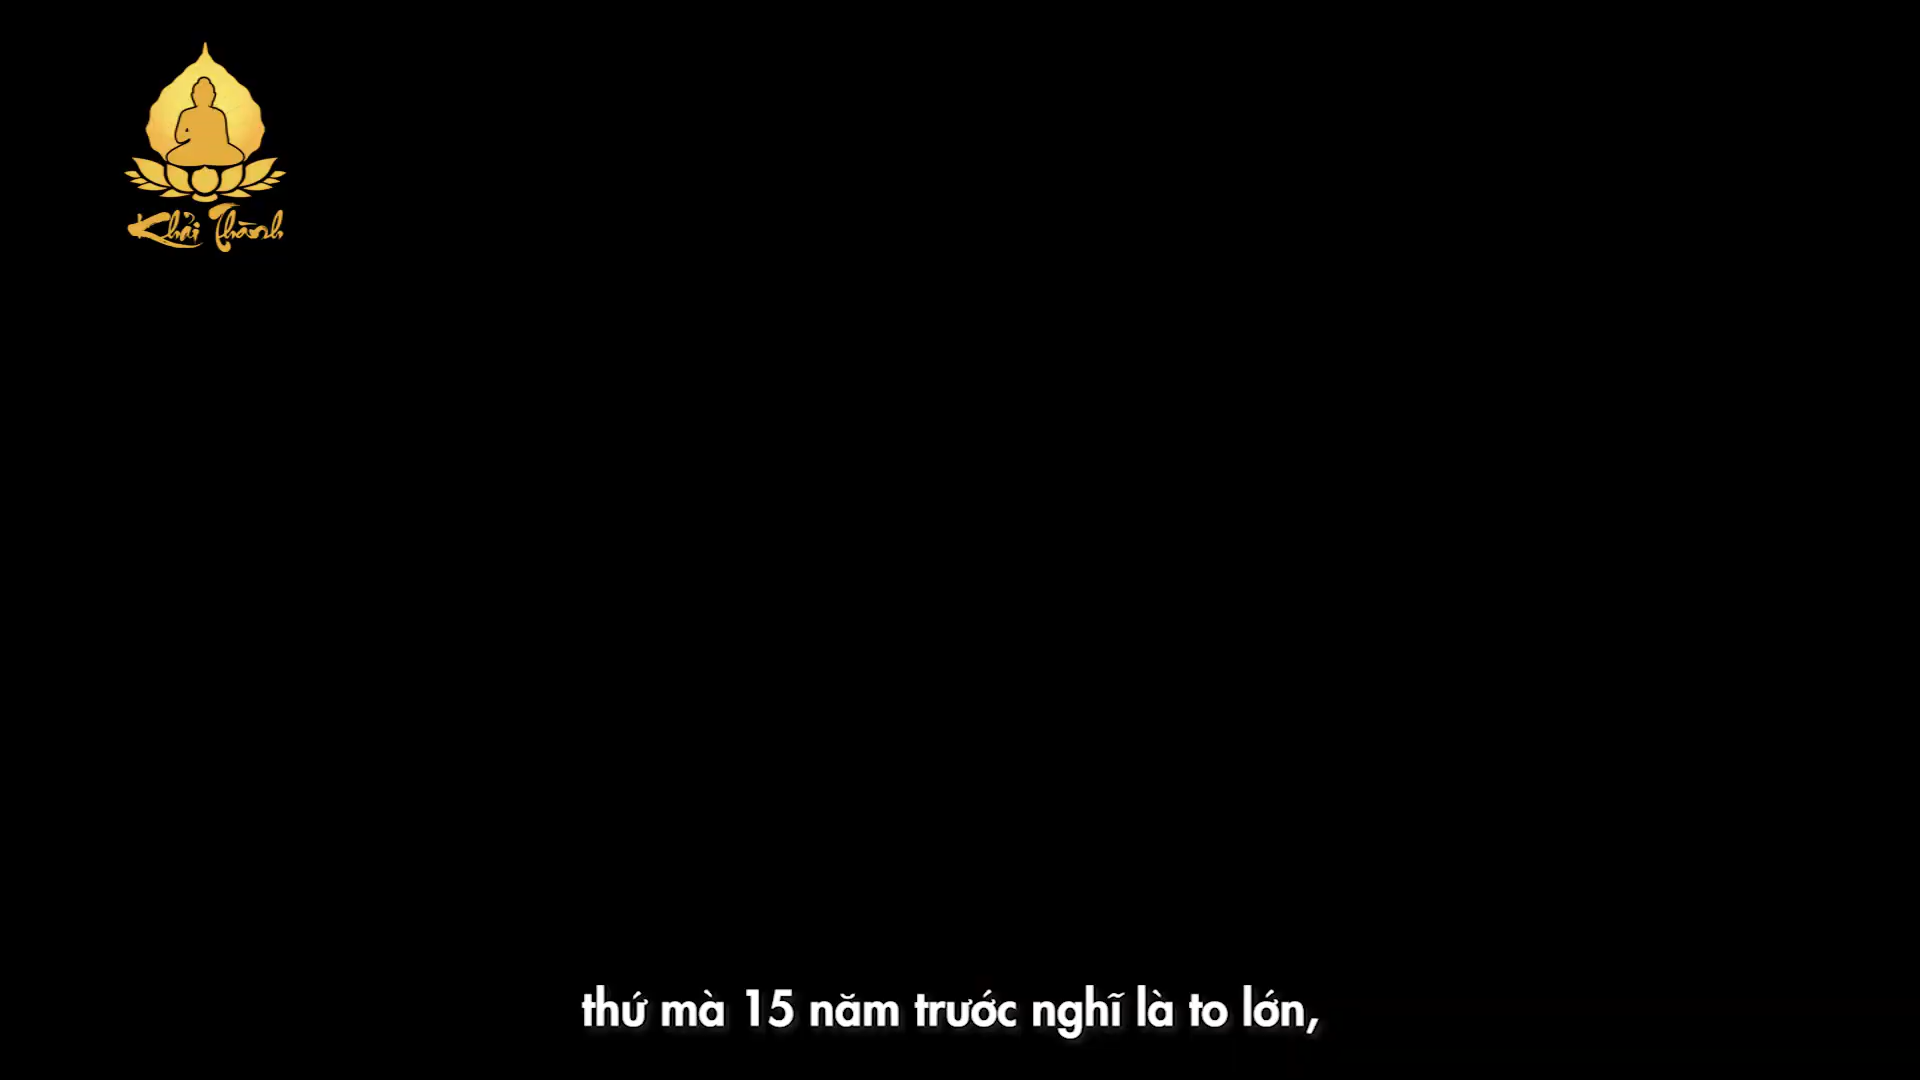 Khải Thành
thứ mà 15 năm trước nghĩ là to lớn,